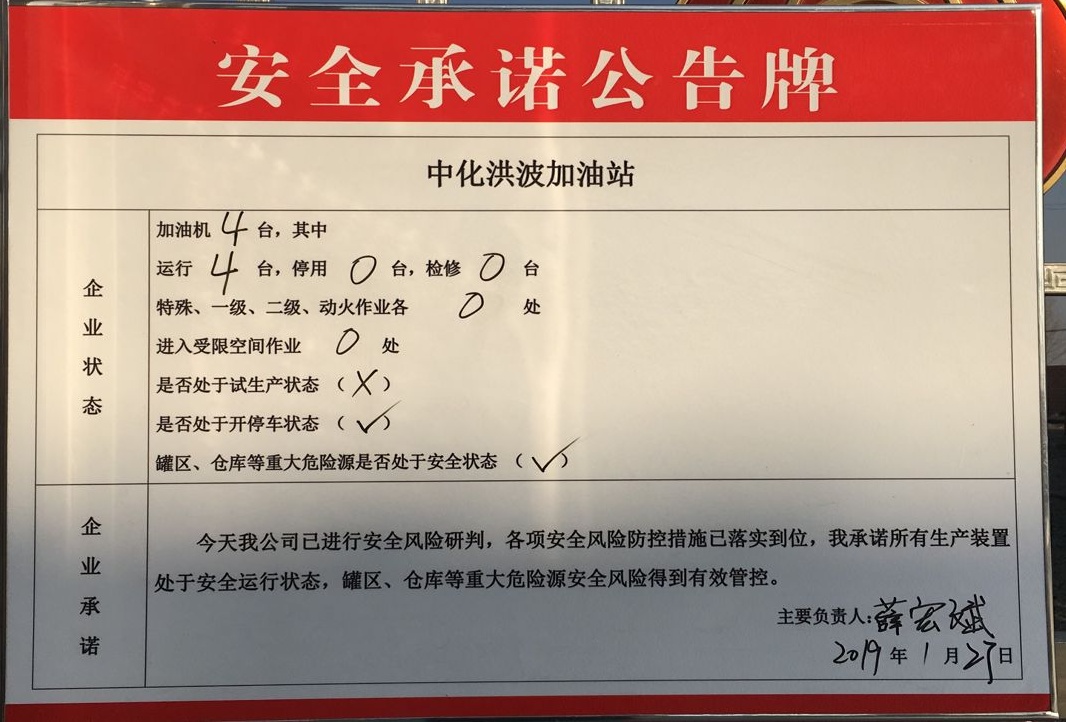 安全承诺公告牌
中化洪波加油站
企业状态
加油机 4 台，其中
运行 4 台，停用 0 台，检修 0 台
特殊、一级、二级、动火作业各 0 处
进入受限空间作业 0 处
是否处于试生产状态（X）
是否处于开停车状态（✓）
罐区、仓库等重大危险源是否处于安全状态（✓）
企业承诺
今天我公司已进行安全风险研判，各项安全风险防控措施已落实到位，我承诺所有生产装置
处于安全运行状态，罐区、仓库等重大危险源安全风险得到有效管控。
主要负责人：薛宏斌
2019 年 1 月 27 日